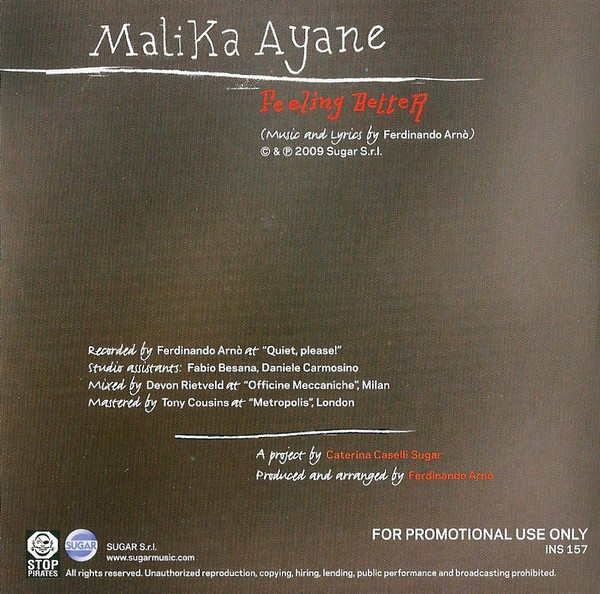 Malika Ayane
Feeling Better
(Music and Lyrics by Ferdinando Arnò)
© & ℗ 2009 Sugar S.r.l.
Recorded by Ferdinando Arnò at "Quiet, please!"
Studio assistants: Fabio Besana, Daniele Carmosino
Mixed by Devon Rietveld at "Officine Meccaniche", Milan
Mastered by Tony Cousins at "Metropolis", London
A project by Caterina Caselli Sugar
Produced and arranged by Ferdinando Arnò
FOR PROMOTIONAL USE ONLY
INS 157
STOP
PIRATES
SUGAR
SUGAR S.r.l.
www.sugarmusic.com
All rights reserved. Unauthorized reproduction, copying, hiring, lending, public performance and broadcasting prohibited.